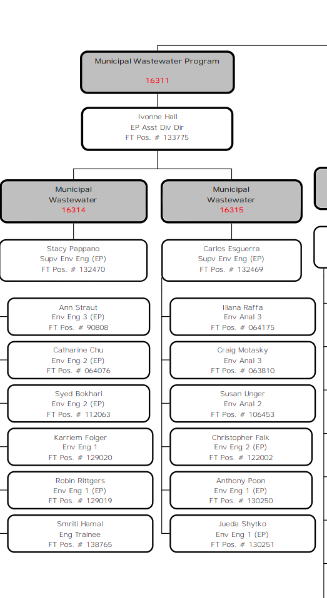 Municipal Wastewater Program
16311
Ivonne Hall
EP Asst Div Dir
FT Pos. # 133775
Municipal
Wastewater
16314
Municipal
Wastewater
16315
Stacy Pappano
Supv Env Eng (EP)
FT Pos. # 132470
Carlos Esguerra
Supv Env Eng (EP)
FT Pos. # 132469
Ann Straut
Env Eng 3 (EP)
FT Pos. # 90808
Iliana Raffa
Env Anal 3
FT Pos. # 064175
Catharine Chu
Env Eng 2 (EP)
FT Pos. # 064076
Craig Motasky
Env Anal 3
FT Pos. # 063810
Syed Bokhari
Env Eng 2 (EP)
FT Pos. # 112063
Susan Unger
Env Anal 2
FT Pos. # 106453
Karriem Folger
Env Eng 1
FT Pos. # 129020
Christopher Falk
Env Eng 2 (EP)
FT Pos. # 122002
Robin Rittgers
Env Eng 1 (EP)
FT Pos. # 129019
Anthony Poon
Env Eng 1 (EP)
FT Pos. # 130250
Smriti Hamal
Eng Trainee
FT Pos. # 138765
Juede Shytko
Env Eng 1 (EP)
FT Pos. # 130251